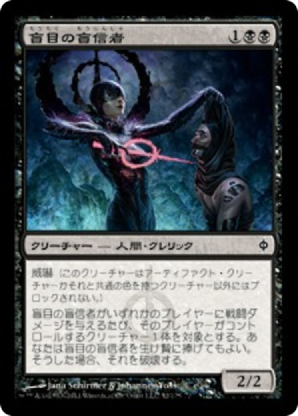 盲目の盲信者 1
クリーチャー ― 人間・クレリック
威嚇 (このクリーチャーはアーティファクト・クリー
チャーかそれと共通の色を持つクリーチャー以外には
ブロックされない。)
盲目の盲信者がいずれかのプレイヤーに戦闘ダ
メージを与えるたび、そのプレイヤーがコント
ロールするクリーチャー1体を対象とする。あ
なたは盲目の盲信者を生け贄に捧げてもよい。そ
うした場合、それを破壊する。
Jana Schirmer & Johannes Voss
2/2